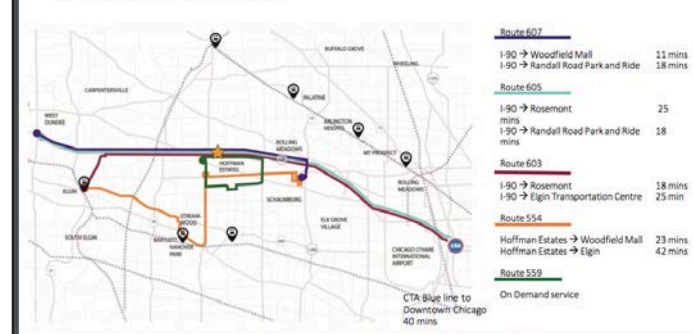 BUFFALO GROVE
WHEELING
CARPENTERSVILLE
PALATINE
WEST
DUNDEE
ARLINGTON
HEIGHTS
ROLLING
MEADOWS
MT PROSPECT
HOFFMAN
ESTATES
ROLLING
MEADOWS
ELGIN
SCHAUMBURG
STREAM
WOOD
ELK GROVE
VILLAGE
SOUTH ELGIN
BARTLETT
HANOVER
PARK
CHICAGO O'HARE
INTERNATIONAL
AIRPORT
cta
CTA Blue line to
Downtown Chicago
40 mins
Route 607
I-90 → Woodfield Mall 11 mins
I-90 → Randall Road Park and Ride 18 mins
Route 605
I-90 → Rosemont 25
mins
I-90 → Randall Road Park and Ride 18
mins
Route 603
I-90 → Rosemont 18 mins
I-90 → Elgin Transportation Centre 25 min
Route 554
Hoffman Estates → Woodfield Mall 23 mins
Hoffman Estates → Elgin 42 mins
Route 559
On Demand service